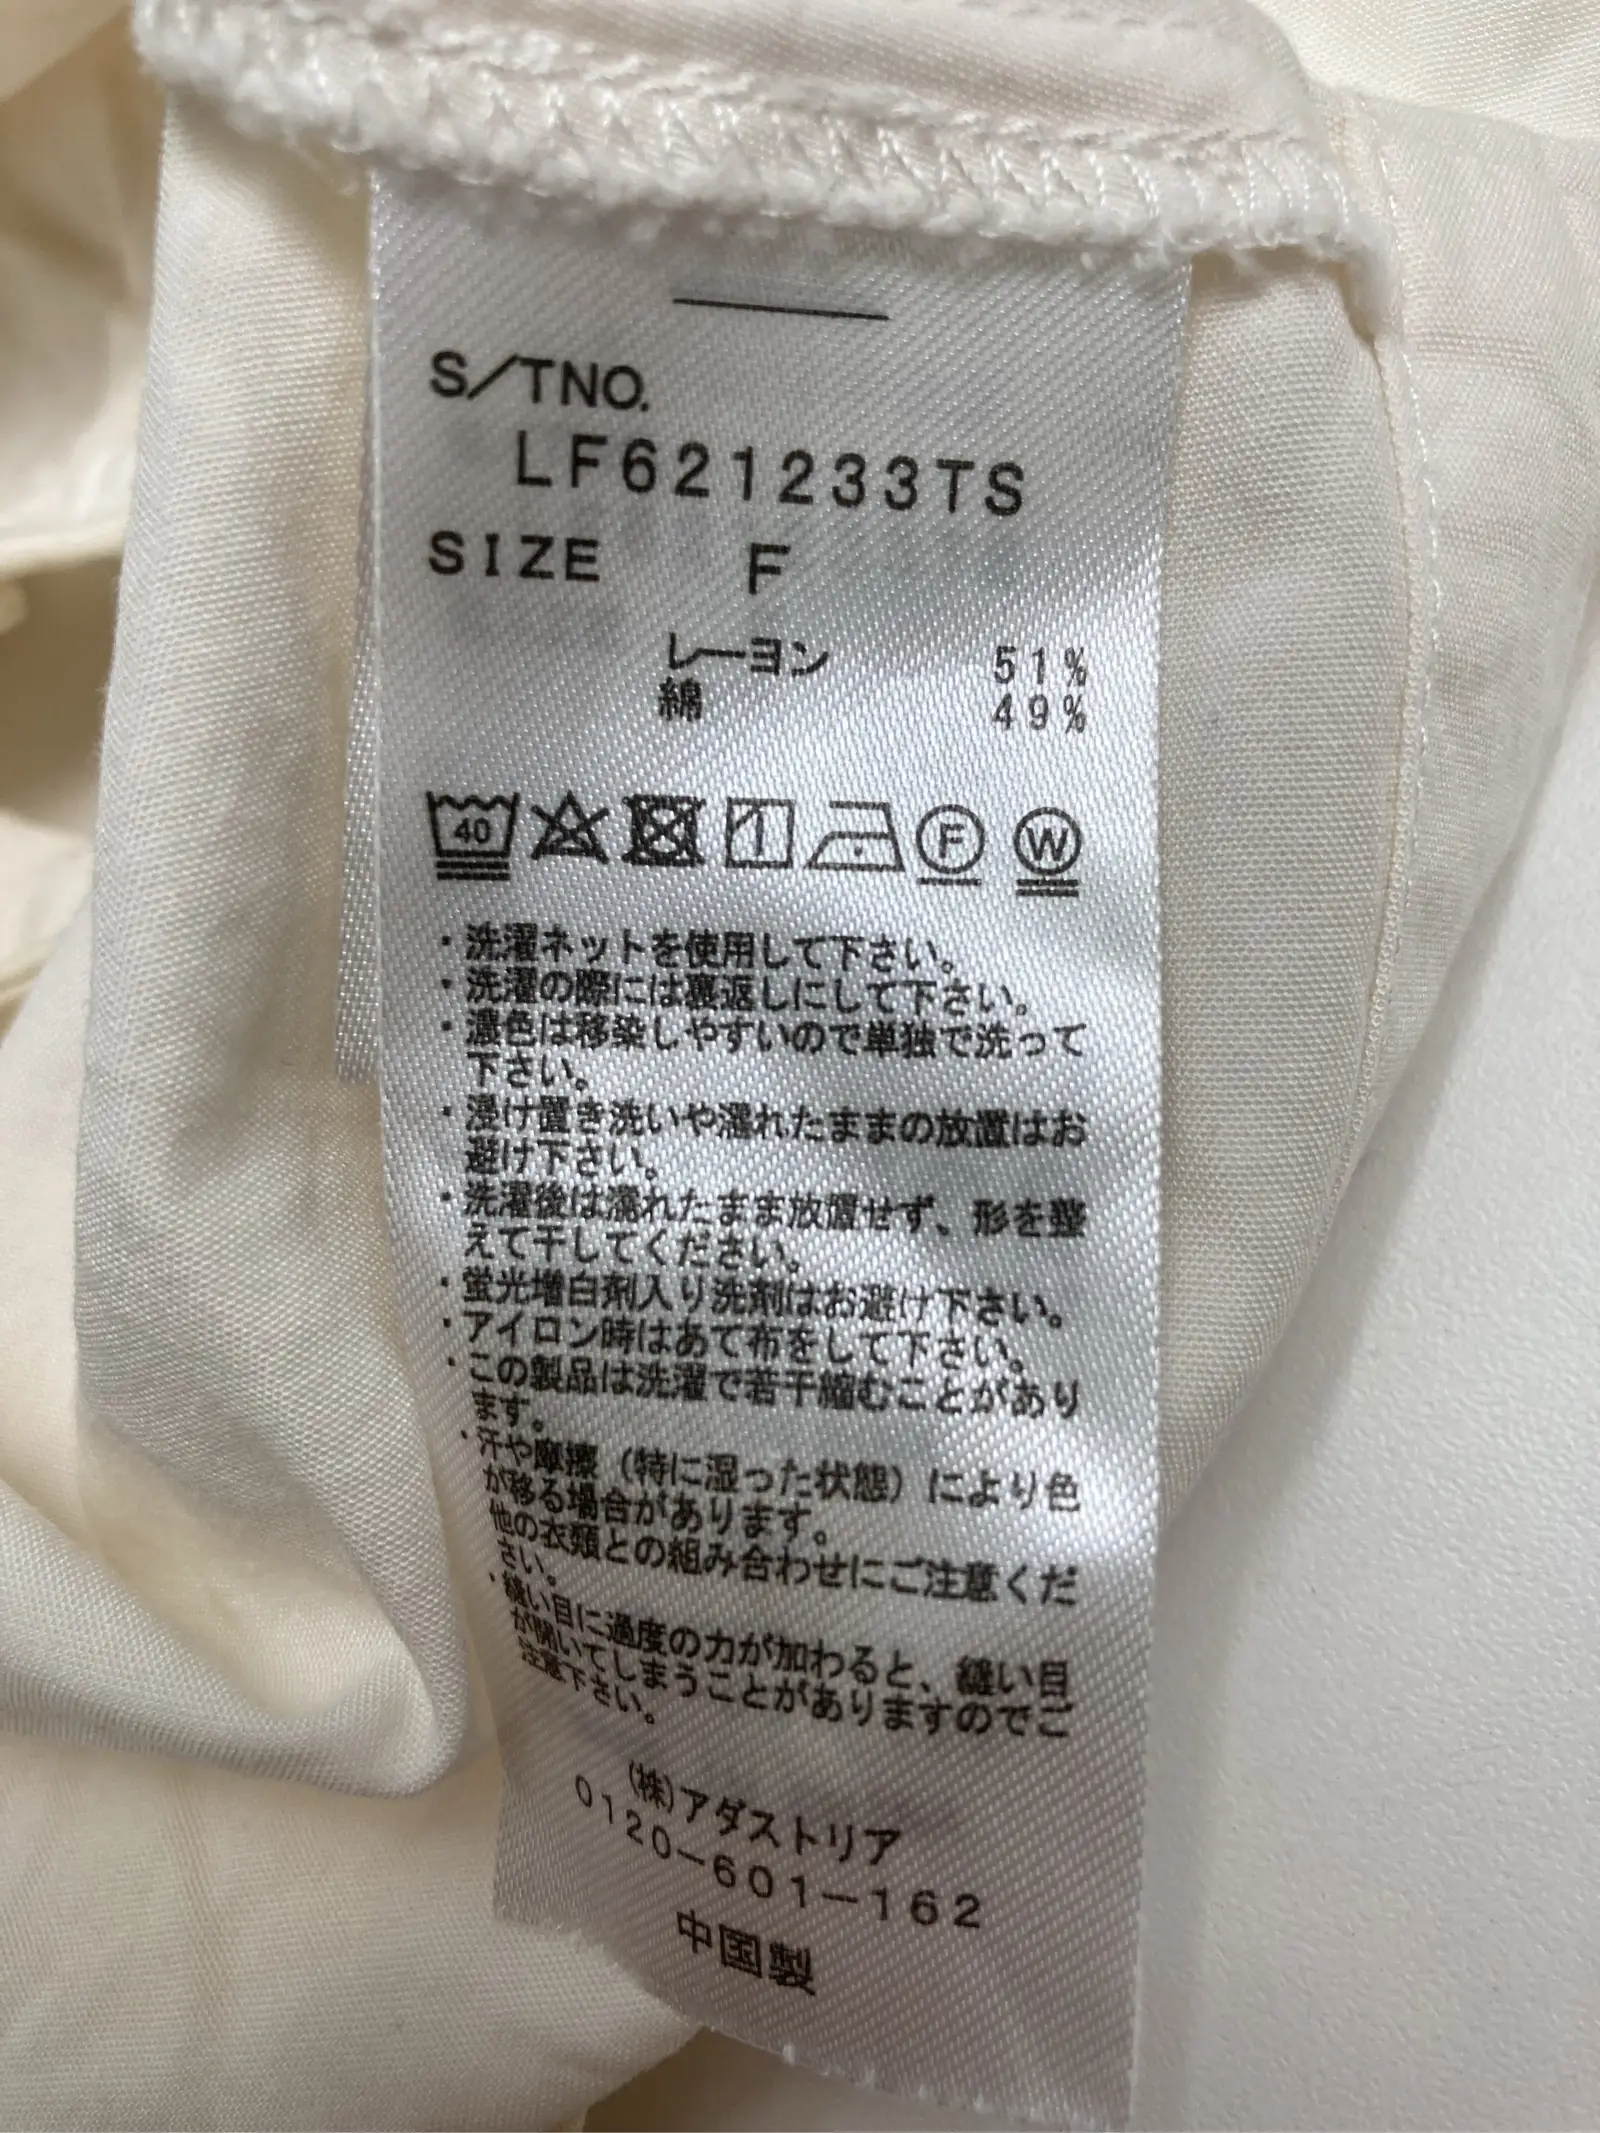 S/TNO.
LF621233TS
SIZE F
レーヨン 51%
綿 49%
40
F
W
・洗濯ネットを使用して下さい。
・洗濯の際には裏返しにして下さい。
・濃色は移染しやすいので単独で洗って
下さい。
・浸け置き洗いや濡れたままの放置はお
避け下さい。
・洗濯後は濡れたまま放置せず、形を整
えて干してください。
・蛍光増白剤入り洗剤はお避け下さい。
・アイロン時はあて布をして下さい。
・この製品は洗濯で若干縮むことがあり
ます。
・汗や摩擦(特に湿った状態)により色
が移る場合があります。
他の衣類との組み合わせにご注意くだ
さい。
・縫い目に過度の力が加わると、縫い目
が開いてしまうことがありますのでご
注意下さい。
(株)アダストリア
0120-601-162
中国製